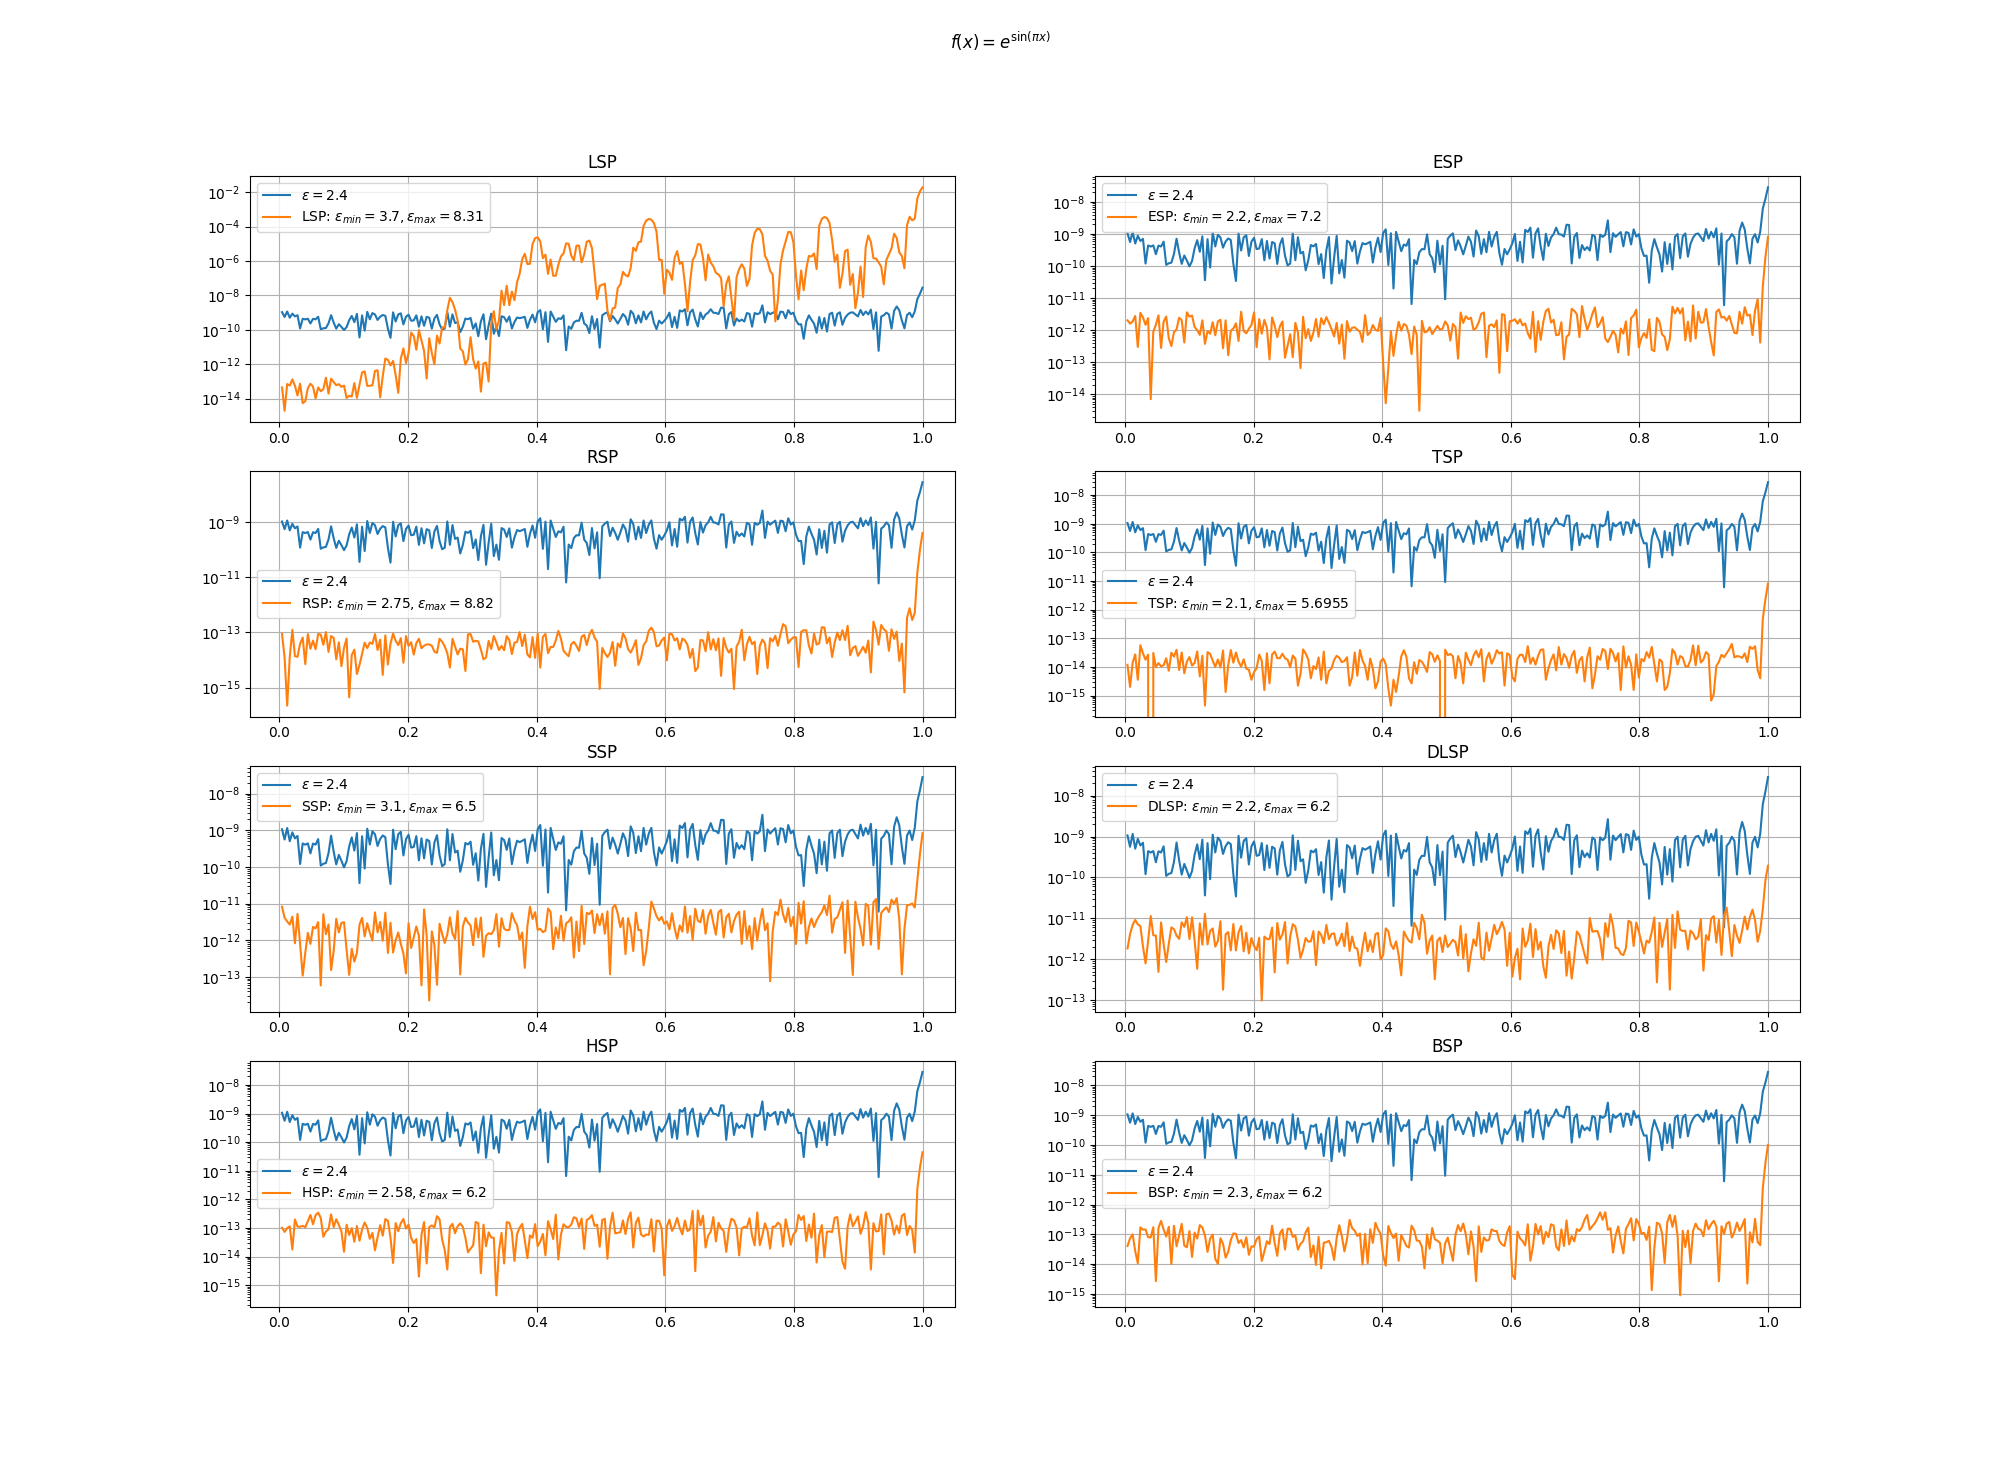 f(x) = e^{sin(πx)}
LSP
10^{-2}
10^{-4}
10^{-6}
10^{-8}
10^{-10}
10^{-12}
10^{-14}
ε = 2.4
LSP: ε_{min} = 3.7, ε_{max} = 8.31
0.0 0.2 0.4 0.6 0.8 1.0
ESP
10^{-8}
10^{-9}
10^{-10}
10^{-11}
10^{-12}
10^{-13}
10^{-14}
ε = 2.4
ESP: ε_{min} = 2.2, ε_{max} = 7.2
0.0 0.2 0.4 0.6 0.8 1.0
RSP
10^{-9}
10^{-11}
10^{-13}
10^{-15}
ε = 2.4
RSP: ε_{min} = 2.75, ε_{max} = 8.82
0.0 0.2 0.4 0.6 0.8 1.0
TSP
10^{-8}
10^{-9}
10^{-10}
10^{-11}
10^{-12}
10^{-13}
10^{-14}
10^{-15}
ε = 2.4
TSP: ε_{min} = 2.1, ε_{max} = 5.6955
0.0 0.2 0.4 0.6 0.8 1.0
SSP
10^{-8}
10^{-9}
10^{-10}
10^{-11}
10^{-12}
10^{-13}
ε = 2.4
SSP: ε_{min} = 3.1, ε_{max} = 6.5
0.0 0.2 0.4 0.6 0.8 1.0
DLSP
10^{-8}
10^{-9}
10^{-10}
10^{-11}
10^{-12}
10^{-13}
ε = 2.4
DLSP: ε_{min} = 2.2, ε_{max} = 6.2
0.0 0.2 0.4 0.6 0.8 1.0
HSP
10^{-8}
10^{-9}
10^{-10}
10^{-11}
10^{-12}
10^{-13}
10^{-14}
10^{-15}
ε = 2.4
HSP: ε_{min} = 2.58, ε_{max} = 6.2
0.0 0.2 0.4 0.6 0.8 1.0
BSP
10^{-8}
10^{-9}
10^{-10}
10^{-11}
10^{-12}
10^{-13}
10^{-14}
10^{-15}
ε = 2.4
BSP: ε_{min} = 2.3, ε_{max} = 6.2
0.0 0.2 0.4 0.6 0.8 1.0